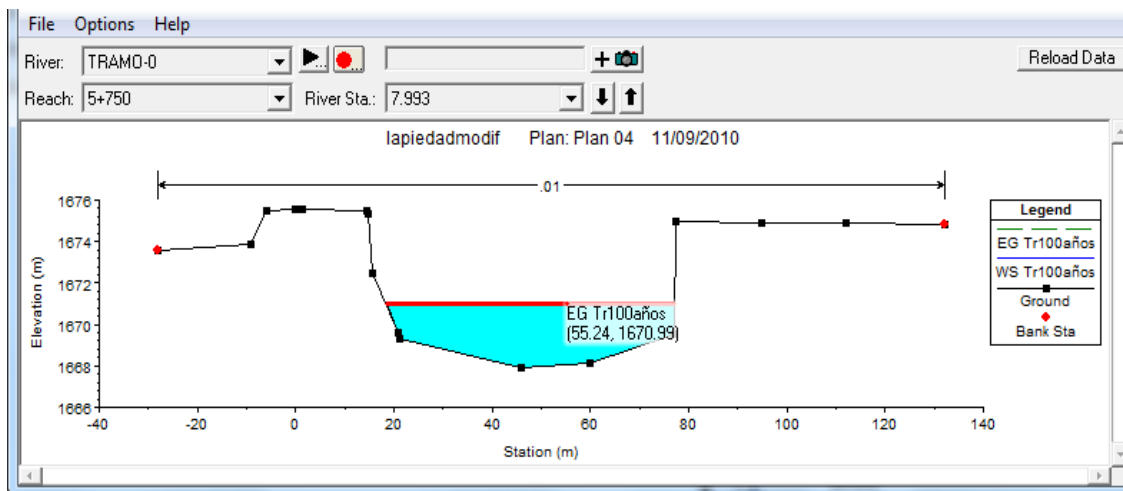 File Options Help
River: TRAMO-0 Reload Data
Reach: 5+750 River Sta.: 7.993
lapiedadmodif Plan: Plan 04 11/09/2010
.01
1676
1674
1672
1670
1668
1666
Elevation (m)
-40 -20 0 20 40 60 80 100 120 140
Station (m)
EG Tr100años
(55.24, 1670.99)
Legend
EG Tr100años
WS Tr100años
Ground
Bank Sta